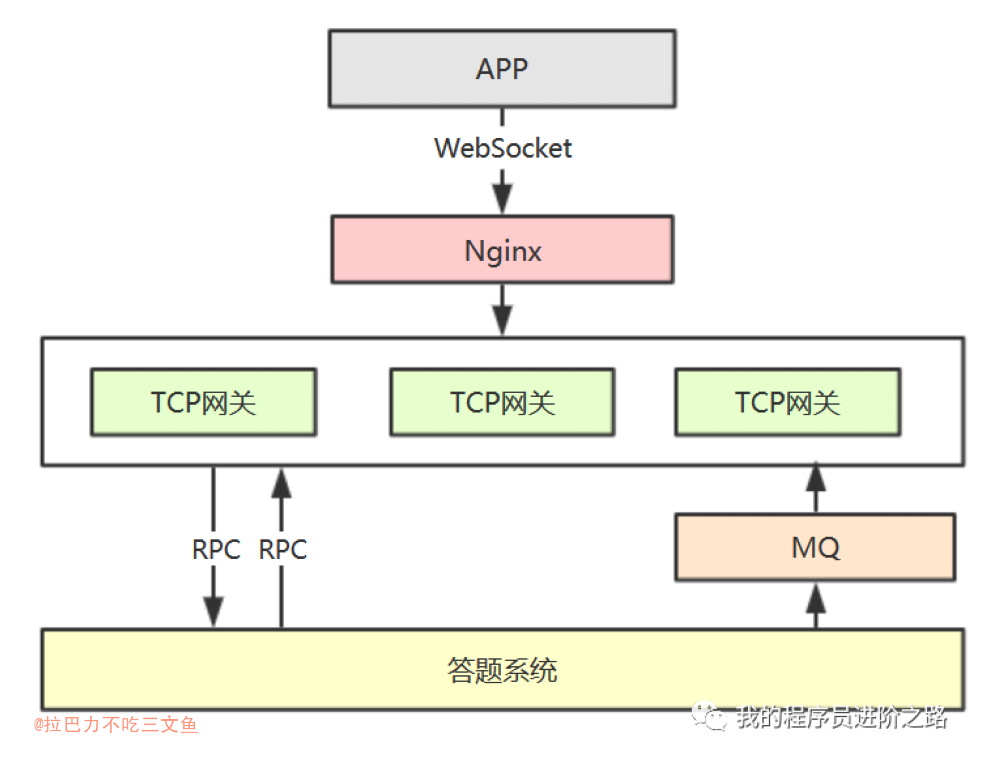 APP
WebSocket
Nginx
TCP网关 TCP网关 TCP网关
RPC RPC
MQ
答题系统
@拉巴力不吃三文鱼
我的程序员进阶之路